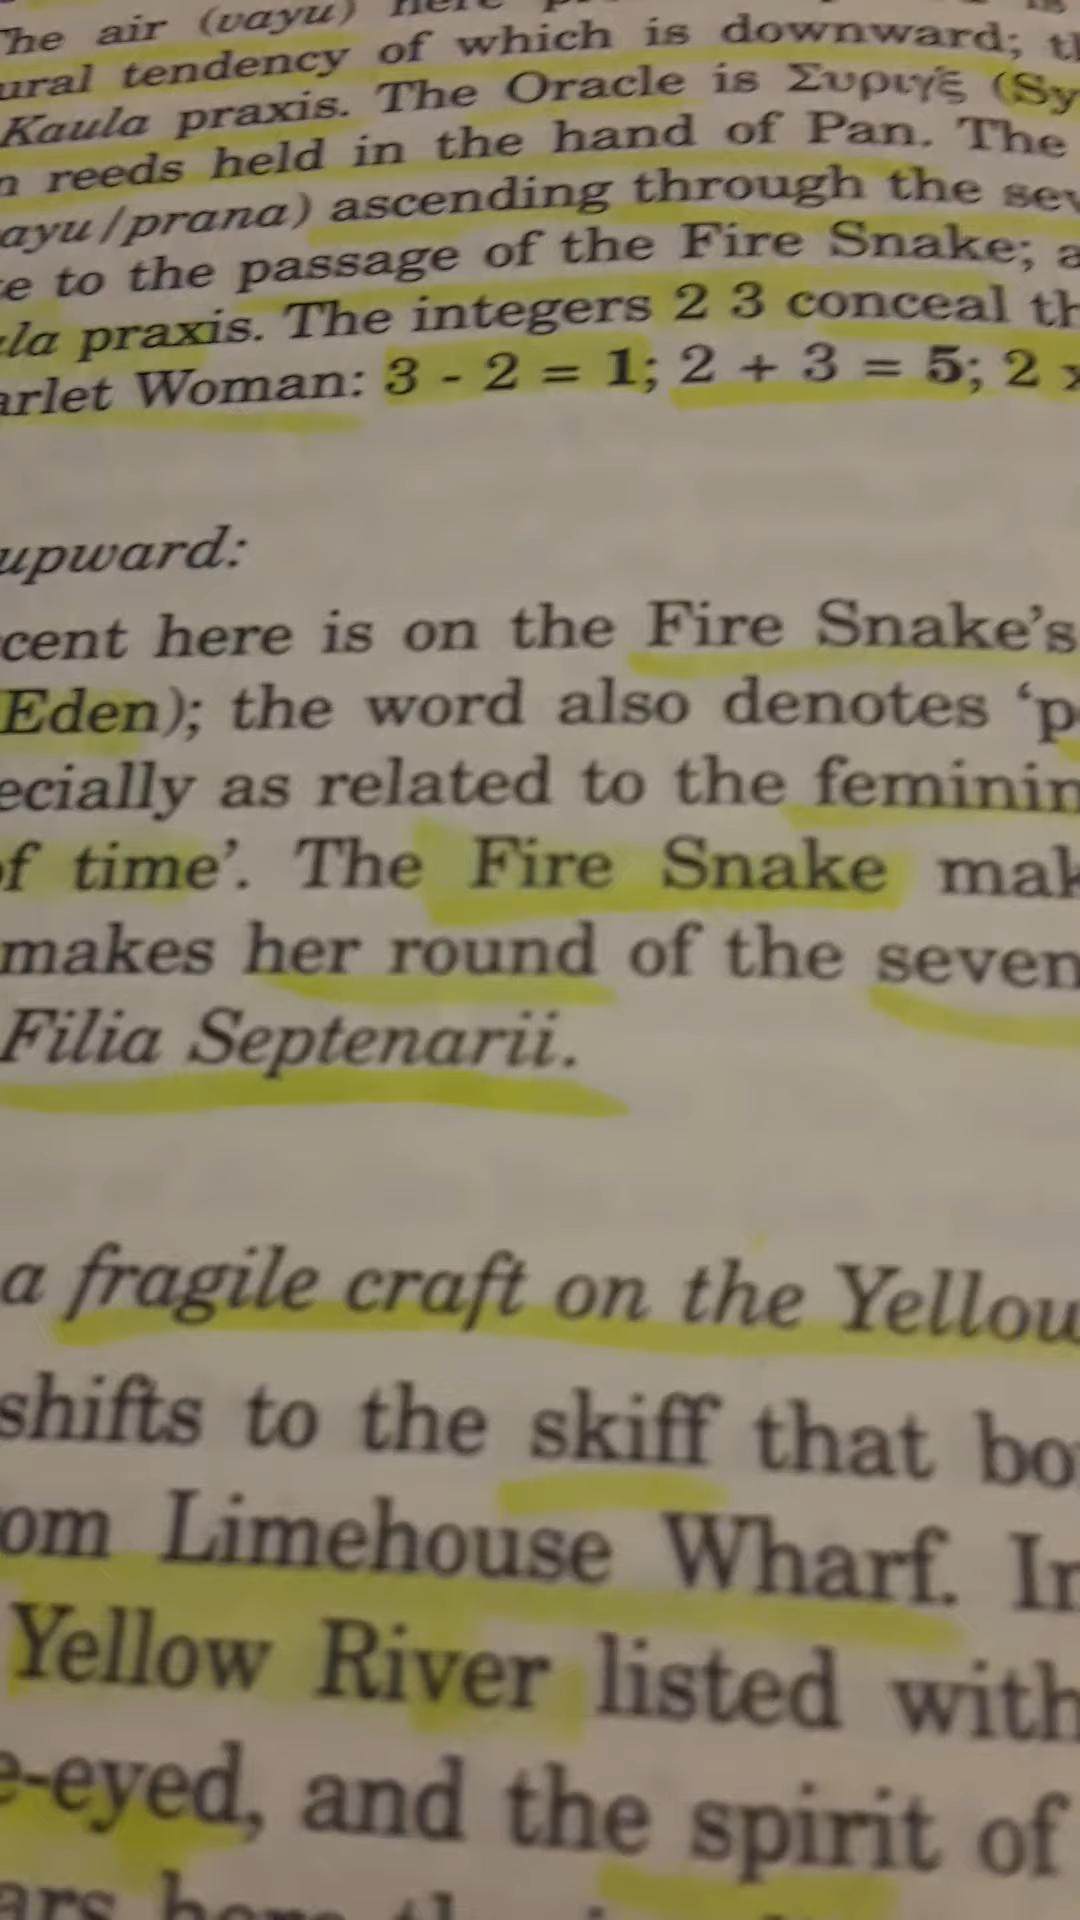 The air (vayu)
ural tendency of which is downward; th
Kaula praxis. The Oracle is Συριγξ (Sy
n reeds held in the hand of Pan. The
ayu/prana) ascending through the sev
e to the passage of the Fire Snake; a
la praxis. The integers 2 3 conceal th
arlet Woman: 3 - 2 = 1; 2 + 3 = 5; 2 x
upward:
cent here is on the Fire Snake's
Eden); the word also denotes 'p
ecially as related to the feminin
of time'. The Fire Snake mak
makes her round of the seven
Filia Septenarii.
a fragile craft on the Yellow
shifts to the skiff that bo
om Limehouse Wharf. In
Yellow River listed with
e-eyed, and the spirit of